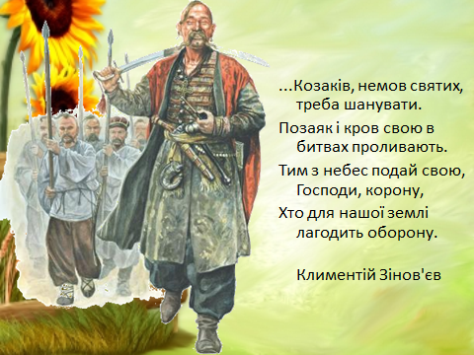 ...Козаків, немов святих,
треба шанувати.
Позаяк і кров свою в
битвах проливають.
Тим з небес подай свою,
Господи, корону,
Хто для нашої землі
лагодить оборону.
Климентій Зінов'єв